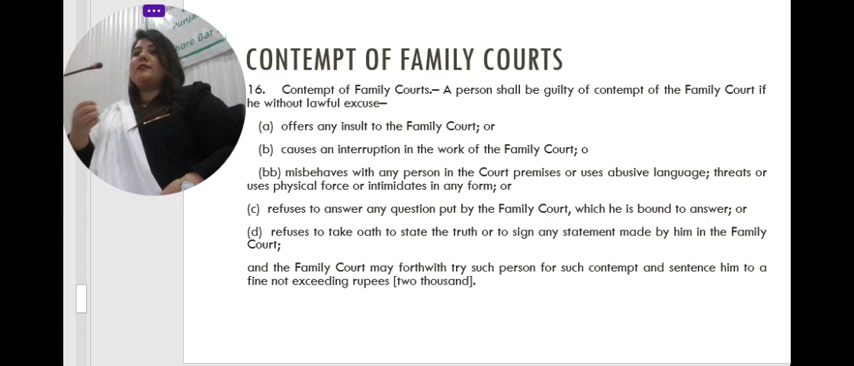 Punja
hore Bar
CONTEMPT OF FAMILY COURTS
16. Contempt of Family Courts.– A person shall be guilty of contempt of the Family Court if
he without lawful excuse–
(a) offers any insult to the Family Court; or
(b) causes an interruption in the work of the Family Court; o
(bb) misbehaves with any person in the Court premises or uses abusive language; threats or
uses physical force or intimidates in any form; or
(c) refuses to answer any question put by the Family Court, which he is bound to answer; or
(d) refuses to take oath to state the truth or to sign any statement made by him in the Family
Court;
and the Family Court may forthwith try such person for such contempt and sentence him to a
fine not exceeding rupees [two thousand].